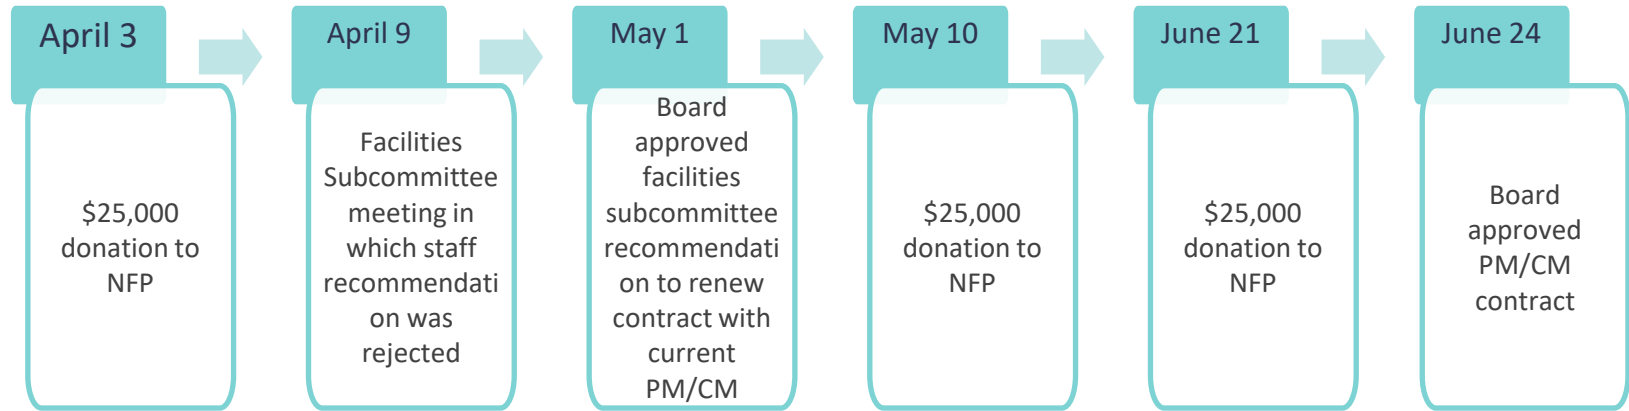 April 3
$25,000
donation to
NFP
April 9
Facilities
Subcommittee
meeting in
which staff
recommendati
on was
rejected
May 1
Board
approved
facilities
subcommittee
recommendati
on to renew
contract with
current
PM/CM
May 10
$25,000
donation to
NFP
June 21
$25,000
donation to
NFP
June 24
Board
approved
PM/CM
contract